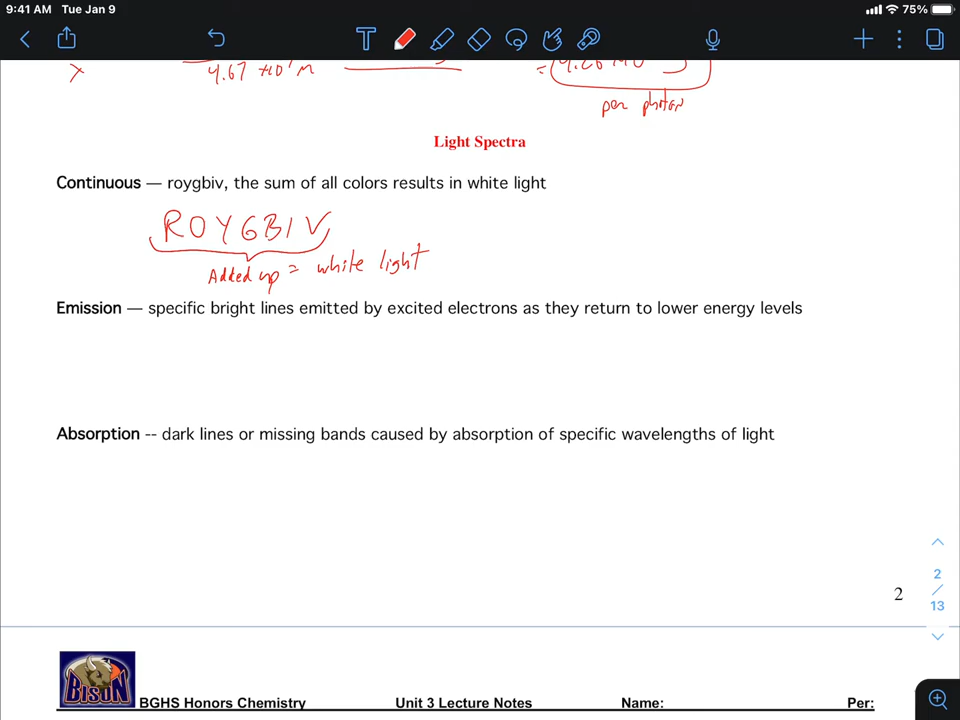 9:41 AM Tue Jan 9
75%
4.67 ×10 m
=
per photon
Light Spectra
Continuous — roygbiv, the sum of all colors results in white light
ROYGBIV
Added up = white light
Emission — specific bright lines emitted by excited electrons as they return to lower energy levels
Absorption -- dark lines or missing bands caused by absorption of specific wavelengths of light
2
/
13
2
BISON
BGHS Honors Chemistry Unit 3 Lecture Notes Name: Per: